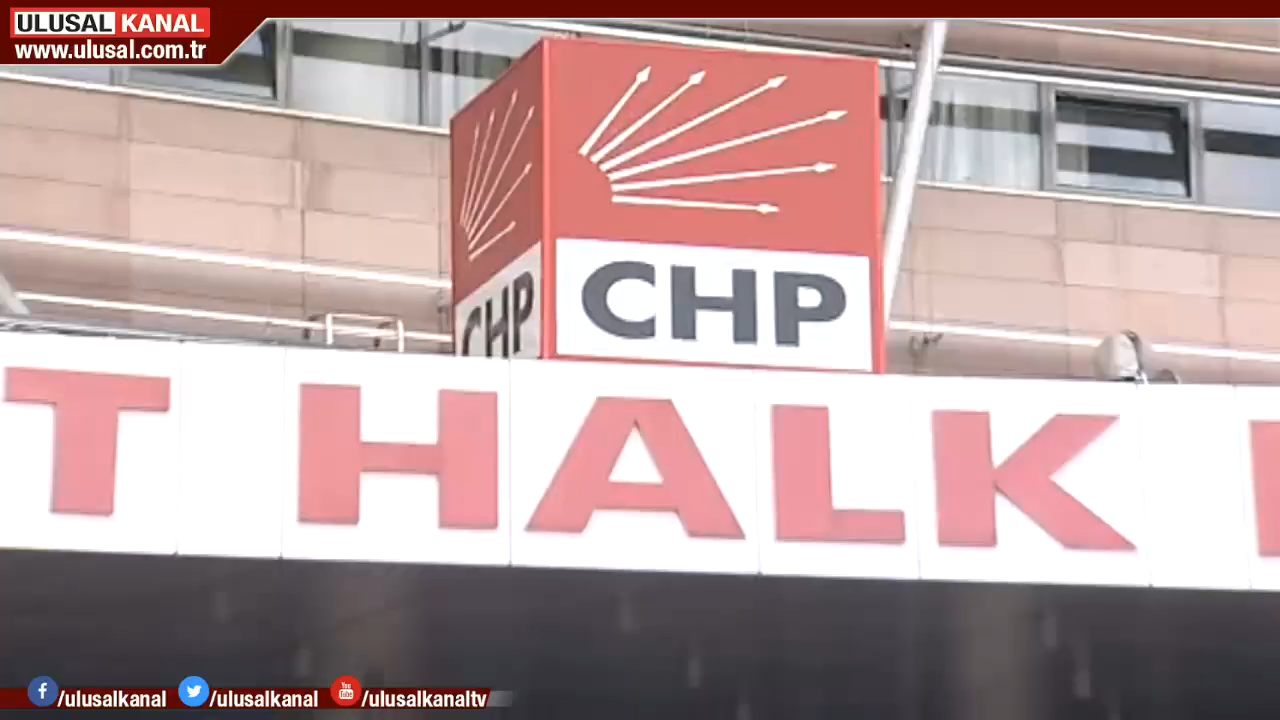 ULUSAL KANAL
www.ulusal.com.tr
CHP CHP
T HALK
/ulusalkanal /ulusalkanal /ulusalkanaltv